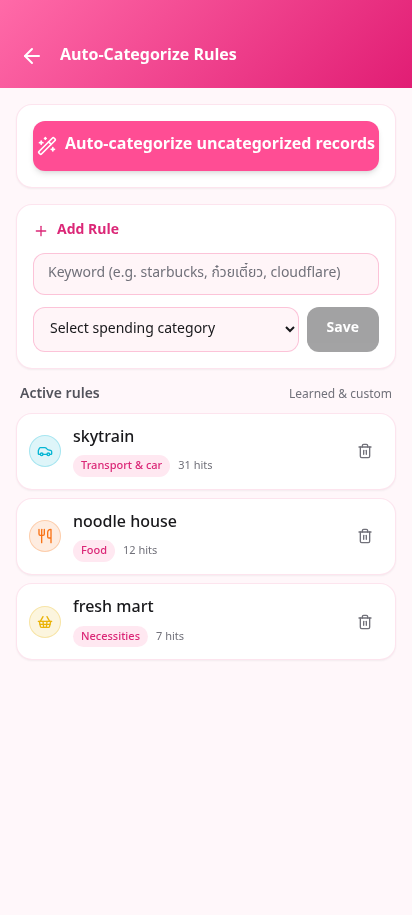 Auto-Categorize Rules
Auto-categorize uncategorized records
Add Rule
Keyword (e.g. starbucks, ก๋วยเตี๋ยว, cloudflare)
Select spending category
Save
Active rules
Learned & custom
skytrain
Transport & car
31 hits
noodle house
Food
12 hits
fresh mart
Necessities
7 hits